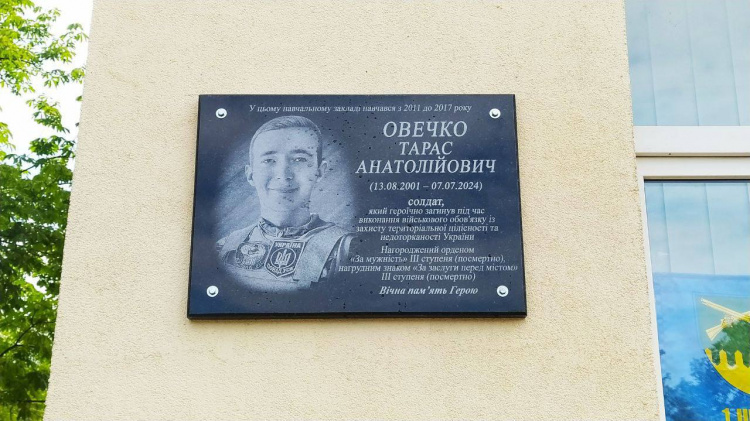 У цьому навчальному закладі навчався з 2011 до 2017 року
ОВЕЧКО
ТАРАС
АНАТОЛІЙОВИЧ
(13.08.2001 – 07.07.2024)
солдат,
який героїчно загинув під час
виконання військового обов'язку із
захисту територіальної цілісності та
недоторканості України
Нагороджений орденом
«За мужність» ІІІ ступеня (посмертно),
нагрудним знаком «За заслуги перед містом»
ІІІ ступеня (посмертно)
Вічна пам'ять Герою
УКРАЇНА